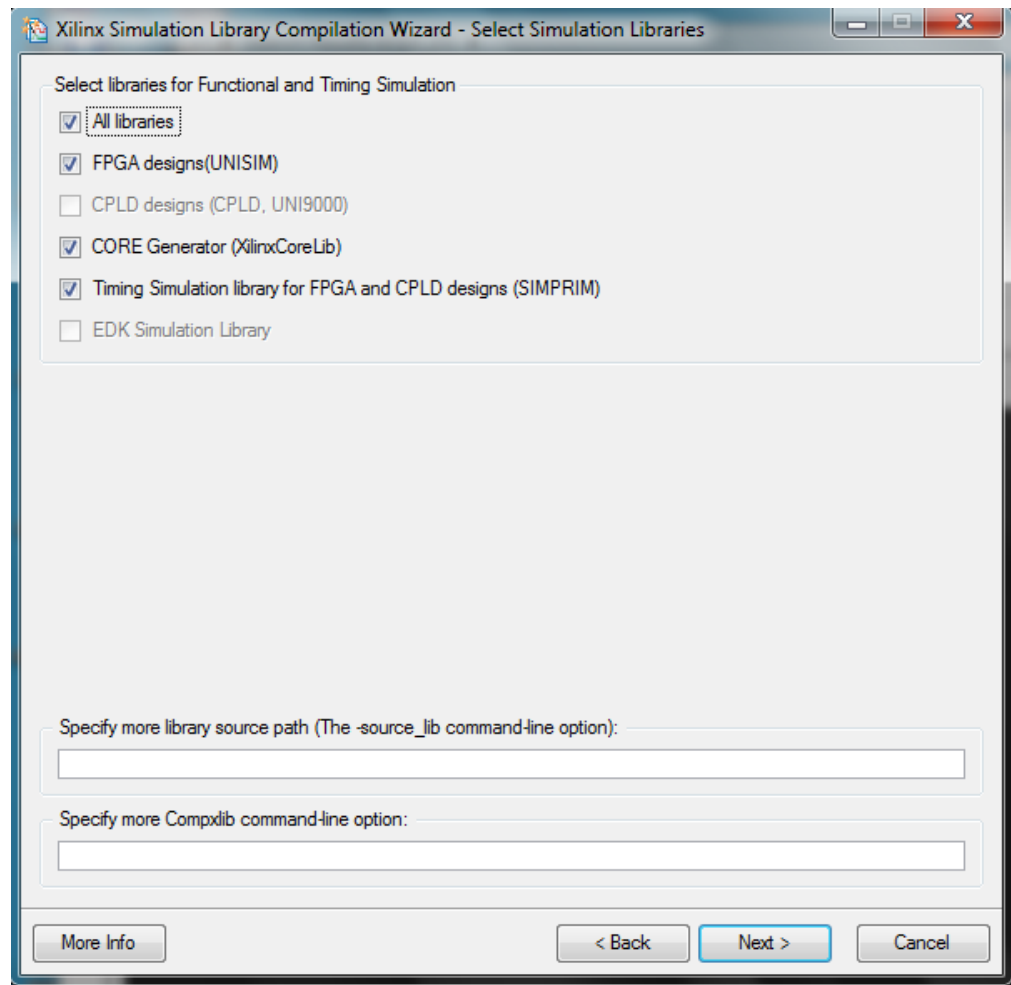 Xilinx Simulation Library Compilation Wizard - Select Simulation Libraries
Select libraries for Functional and Timing Simulation
All libraries
FPGA designs(UNISIM)
CPLD designs (CPLD, UNI9000)
CORE Generator (XilinxCoreLib)
Timing Simulation library for FPGA and CPLD designs (SIMPRIM)
EDK Simulation Library
Specify more library source path (The -source_lib command-line option):
Specify more Compxlib command-line option:
More Info
< Back
Next >
Cancel